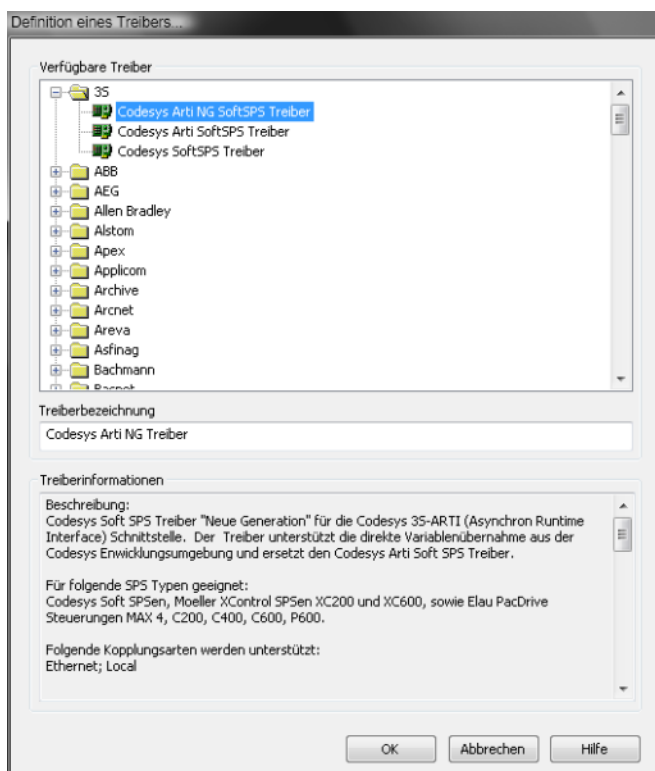 Definition eines Treibers...
Verfügbare Treiber
3S
Codesys Arti NG SoftSPS Treiber
Codesys Arti SoftSPS Treiber
Codesys SoftSPS Treiber
ABB
AEG
Allen Bradley
Alstom
Apex
Applicom
Archive
Arcnet
Areva
Asfinag
Bachmann
Bacnet
Treiberbezeichnung
Codesys Arti NG Treiber
Treiberinformationen
Beschreibung:
Codesys Soft SPS Treiber "Neue Generation" für die Codesys 3S-ARTI (Asynchron Runtime
Interface) Schnittstelle. Der Treiber unterstützt die direkte Variablenübernahme aus der
Codesys Enwicklungsumgebung und ersetzt den Codesys Arti Soft SPS Treiber.
Für folgende SPS Typen geeignet:
Codesys Soft SPSen, Moeller XControl SPSen XC200 und XC600, sowie Elau PacDrive
Steuerungen MAX 4, C200, C400, C600, P600.
Folgende Kopplungsarten werden unterstützt:
Ethernet; Local
OK
Abbrechen
Hilfe